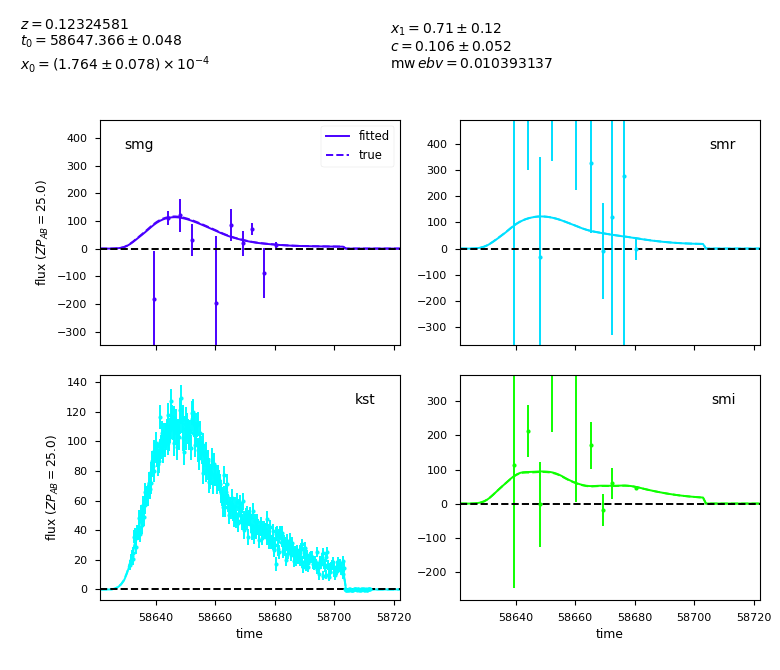 z = 0.12324581
t₀ = 58647.366 ± 0.048
x₀ = (1.764 ± 0.078) × 10⁻⁴
x₁ = 0.71 ± 0.12
c = 0.106 ± 0.052
mw ebv = 0.010393137
smg
fitted
true
400
300
200
100
0
−100
−200
−300
flux (ZP_AB = 25.0)
smr
400
300
200
100
0
−100
−200
−300
kst
140
120
100
80
60
40
20
0
flux (ZP_AB = 25.0)
58640 58660 58680 58700 58720
time
smi
300
200
100
0
−100
−200
58640 58660 58680 58700 58720
time